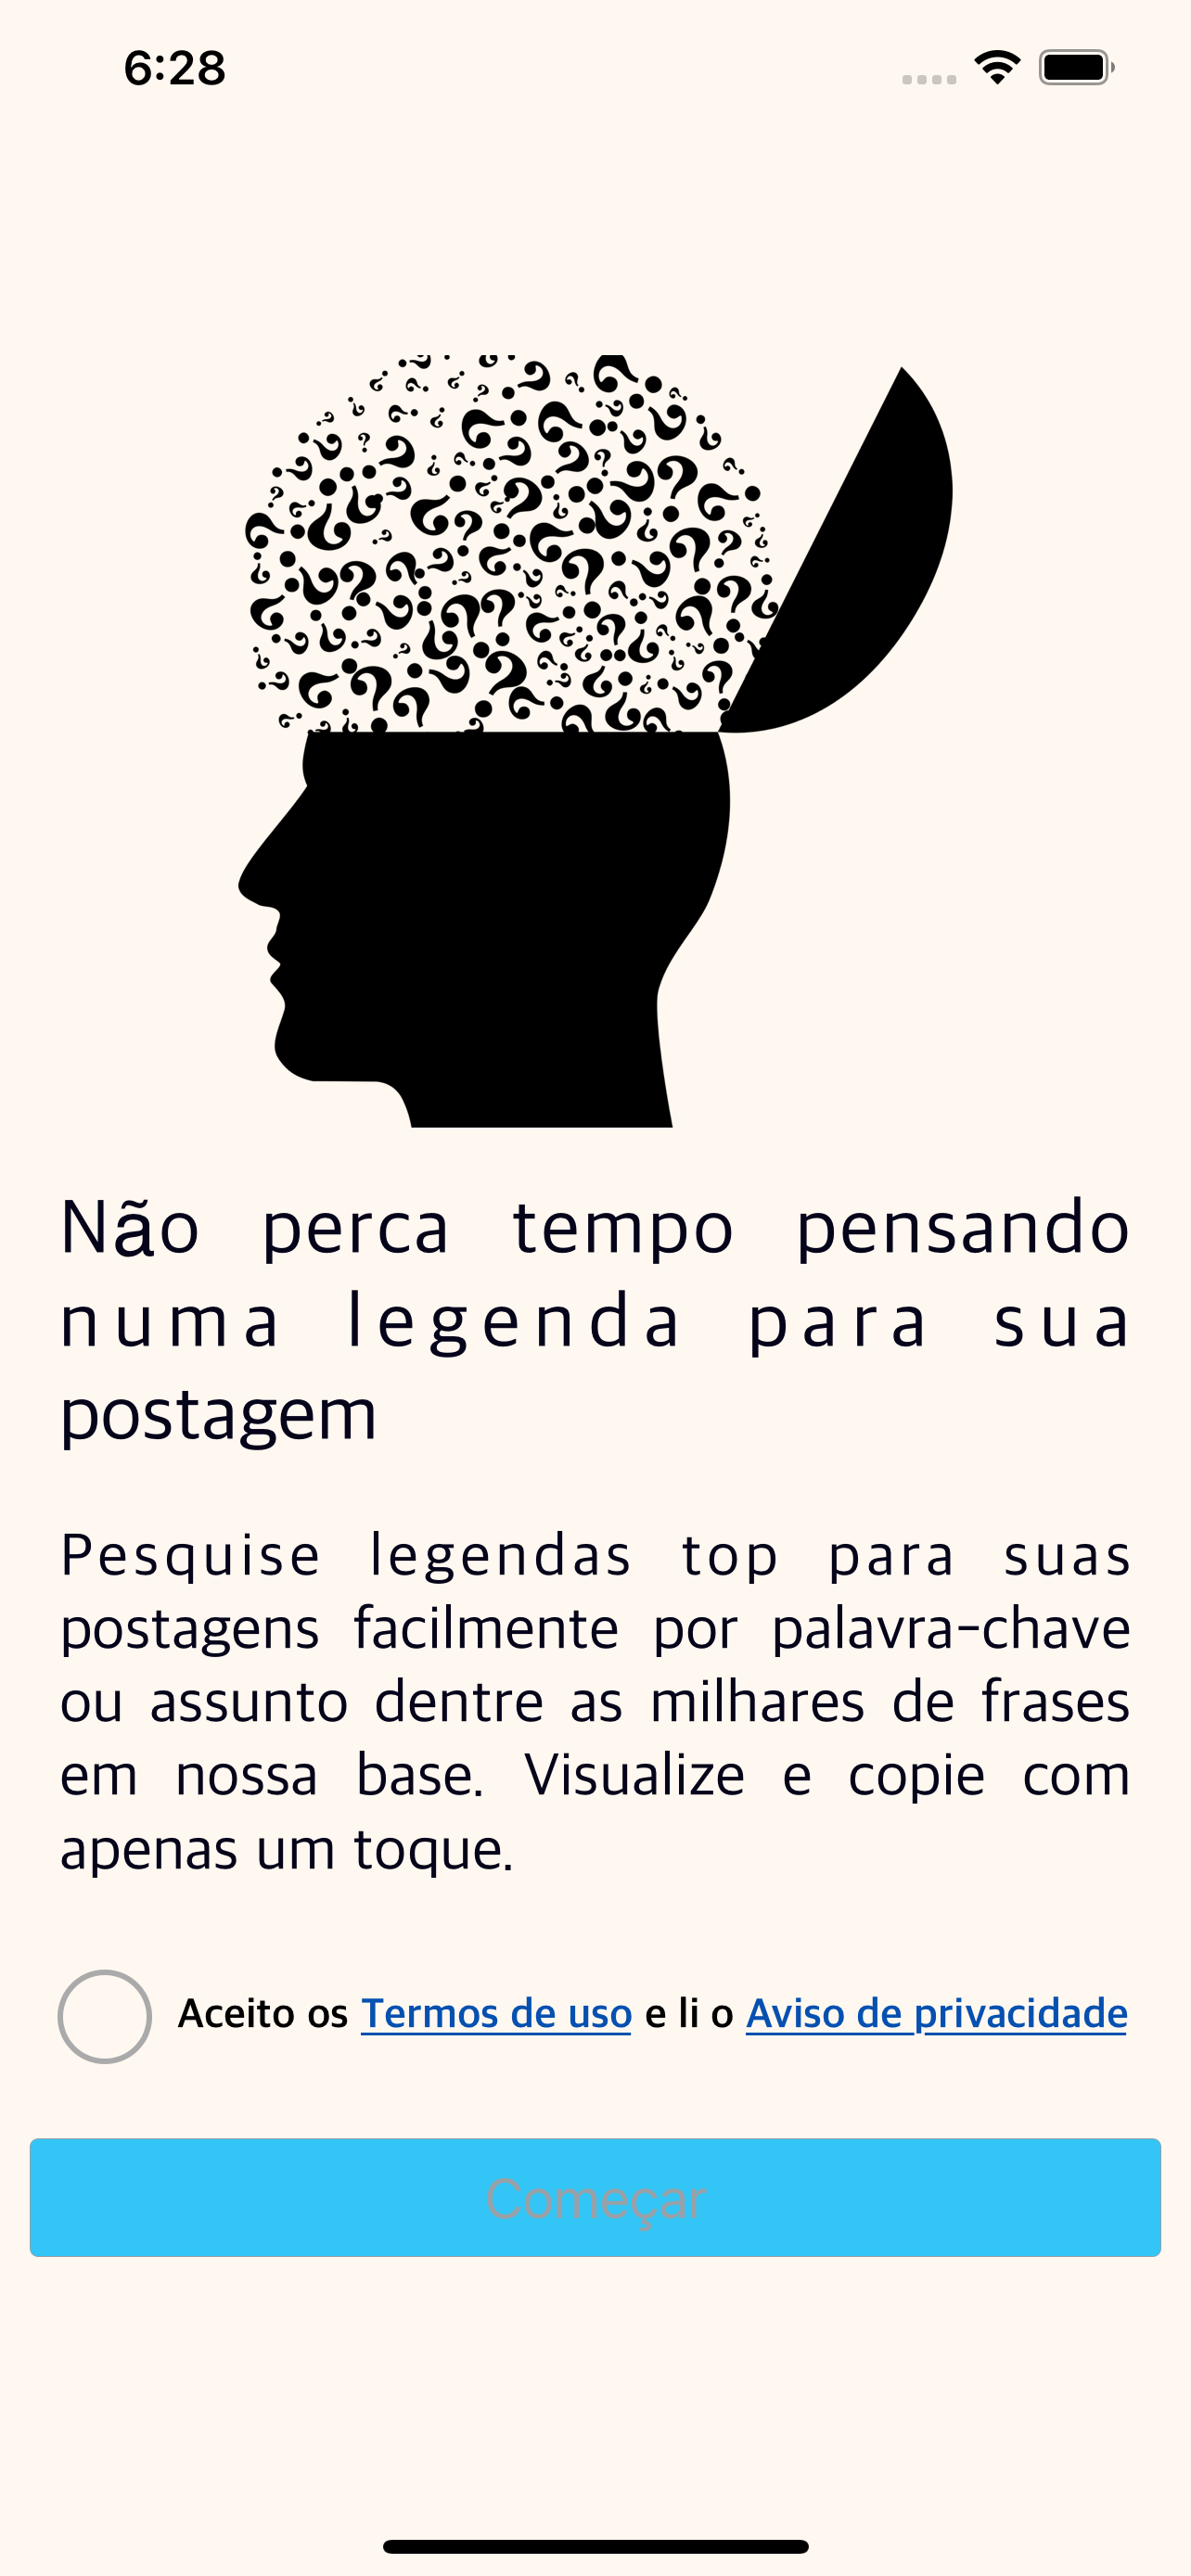 6:28
Não perca tempo pensando
numa legenda para sua
postagem
Pesquise legendas top para suas
postagens facilmente por palavra-chave
ou assunto dentre as milhares de frases
em nossa base. Visualize e copie com
apenas um toque.
Aceito os Termos de uso e li o Aviso de privacidade
Começar